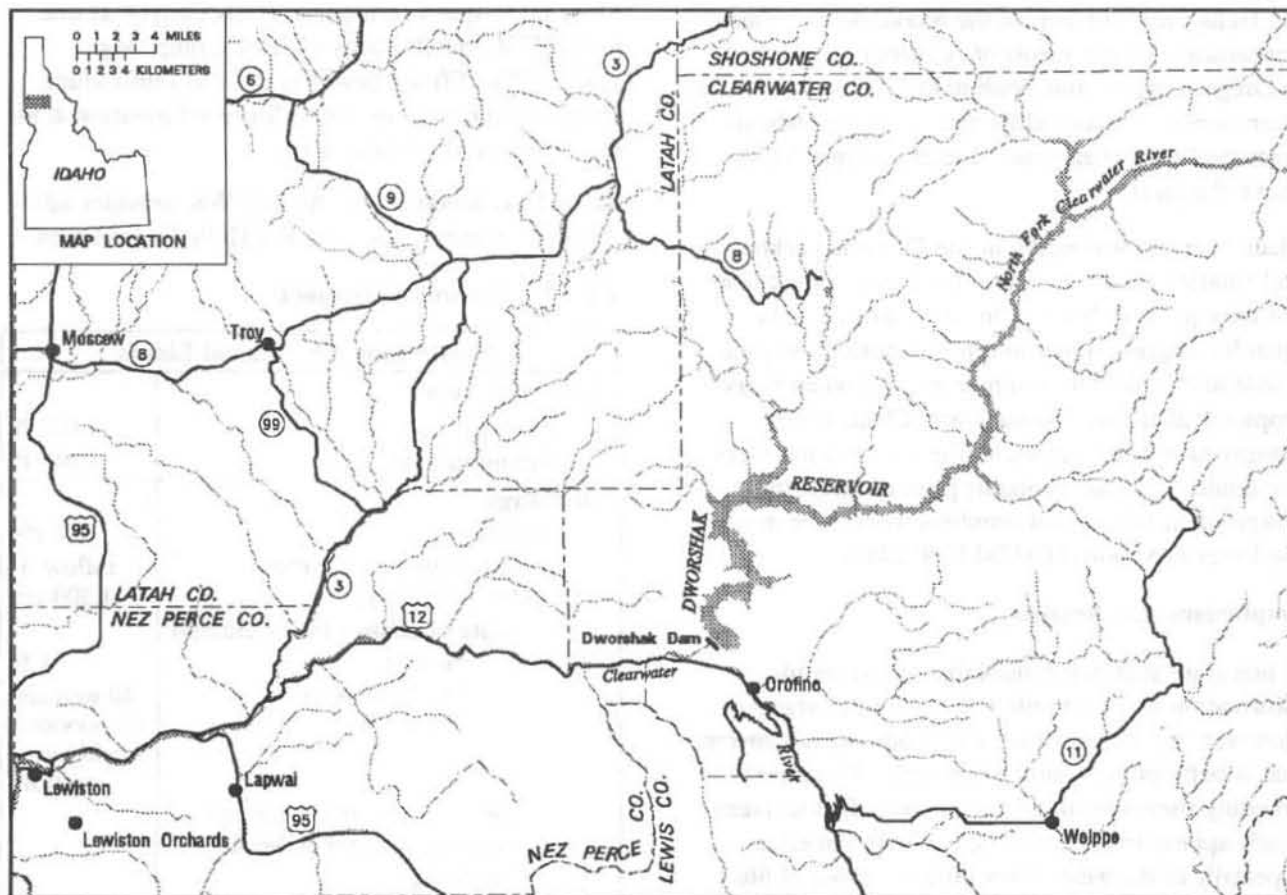 0 1 2 3 4 MILES
0 1 2 3 4 KILOMETERS
IDAHO
MAP LOCATION
6
3
SHOSHONE CO.
CLEARWATER CO.
LATAH CO.
9
North Fork Clearwater River
8
Moscow
8
Troy
99
95
RESERVOIR
DWORSHAK
3
LATAH CO.
NEZ PERCE CO.
12
Dworshak Dam
Clearwater
River
Orofino
11
Lewiston
Lapwai
Lewiston Orchards
95
NEZ PERCE CO.
LEWIS CO.
Weippe